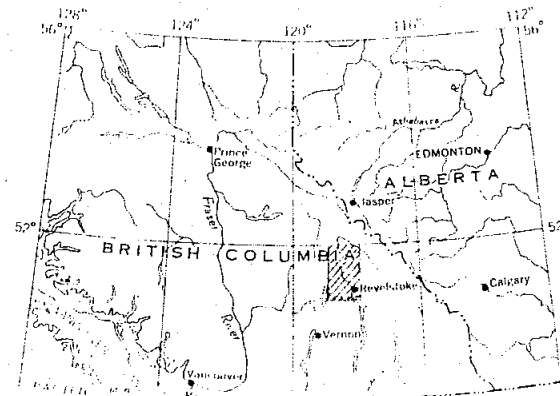 128°
124°
120°
116°
112°
56°
56°
Athabasca
R.
Prince
George
EDMONTON
ALBERTA
Jasper
Fraser
52°
52
BRITISH COLUMBIA
Revelstoke
Calgary
River
Vernon
Vancouver